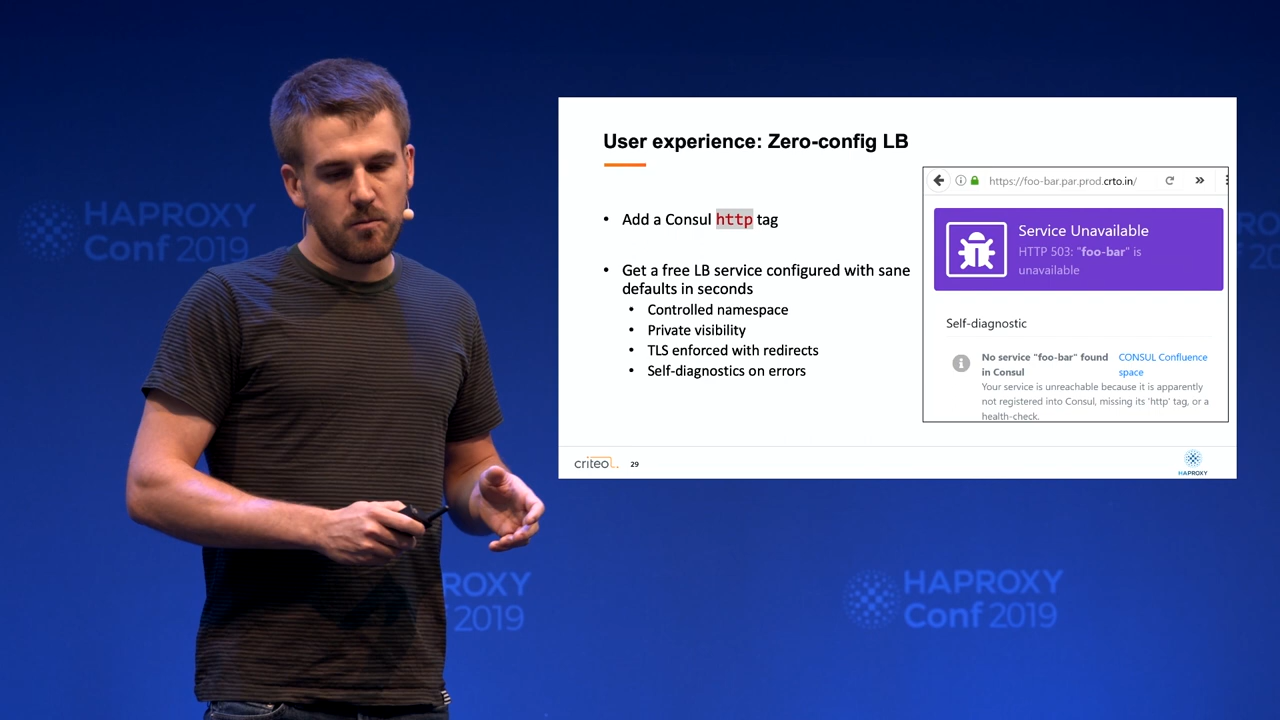 HAPROXY
Conf 2019
User experience: Zero-config LB
• Add a Consul http tag
• Get a free LB service configured with sane
defaults in seconds
• Controlled namespace
• Private visibility
• TLS enforced with redirects
• Self-diagnostics on errors
https://foo-bar.par.prod.crto.in/
Service Unavailable
HTTP 503: "foo-bar" is
unavailable
Self-diagnostic
No service "foo-bar" found
in Consul
CONSUL Confluence
space
Your service is unreachable because it is apparently
not registered into Consul, missing its 'http' tag, or a
health-check.
criteo
29
HAPROXY
ROXY
2019
HAPROXY
Conf 2019